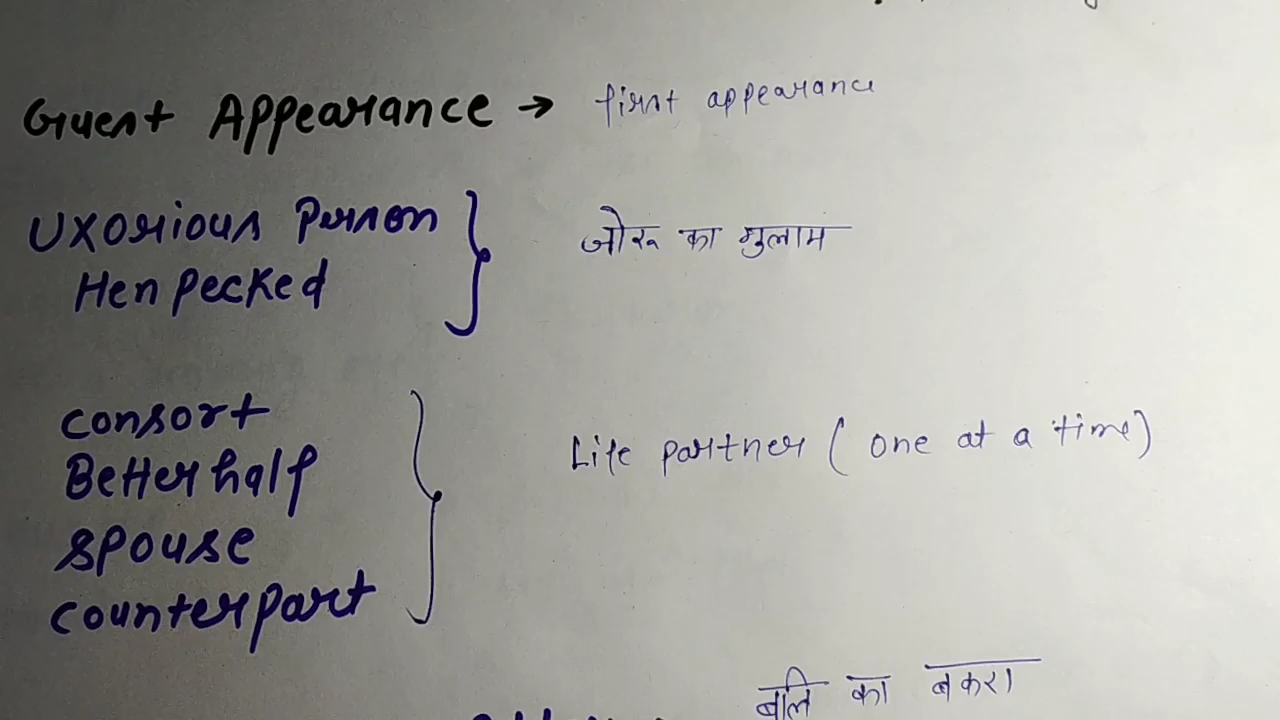 Guest Appearance → first appearance
Uxorious Person
Hen pecked
जोरू का गुलाम
consort
Better half
spouse
counterpart
Life partner ( one at a time)
बलि का बकरा